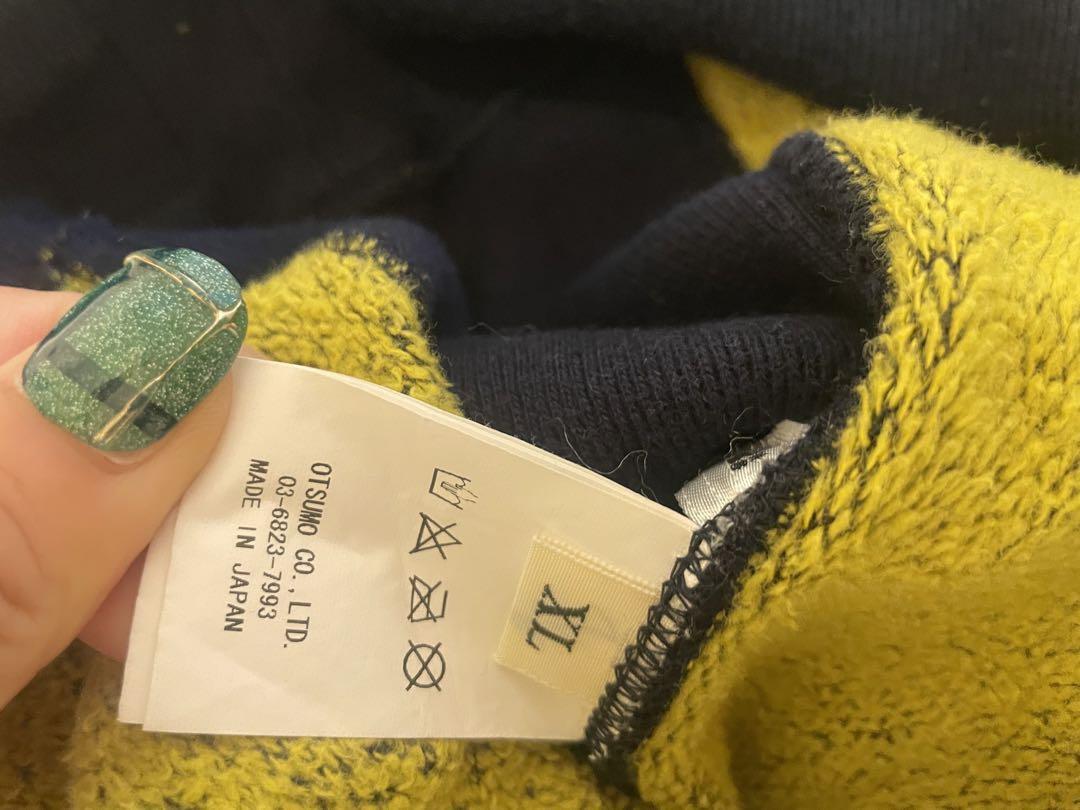 OTSUMO CO.,LTD.
03-6823-7993
MADE IN JAPAN
XL